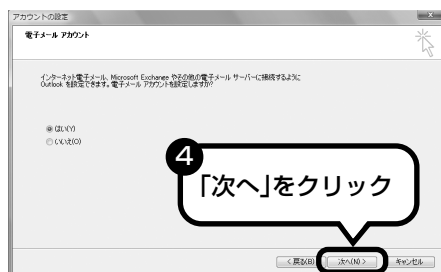 アカウントの設定
電子メール アカウント
インターネット電子メール、Microsoft Exchange やその他の電子メール サーバーに接続するように
Outlook を設定できます。電子メール アカウントを設定しますか?
はい(Y)
いいえ(O)
4
「次へ」をクリック
< 戻る(B)
次へ(N) >
キャンセル